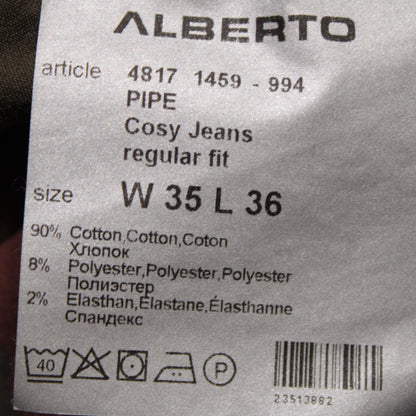 ALBERTO
article 4817 1459 - 994
PIPE
Cosy Jeans
regular fit
size W 35 L 36
90% Cotton,Cotton,Coton
Хлопок
8% Polyester,Polyester,Polyester
Полиэстер
2% Elasthan,Elastane,Élasthanne
Спандекс
40 P
23513882